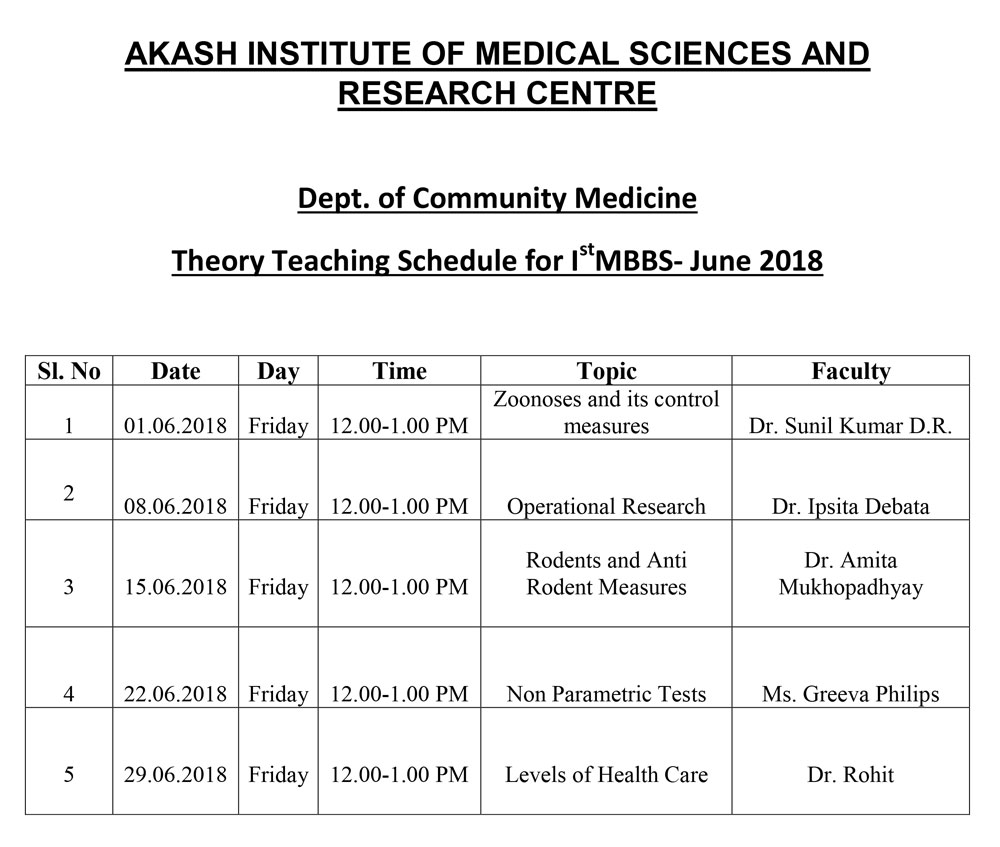 AKASH INSTITUTE OF MEDICAL SCIENCES AND
RESEARCH CENTRE
Dept. of Community Medicine
Theory Teaching Schedule for IstMBBS- June 2018
Sl. No Date Day Time Topic Faculty
1 01.06.2018 Friday 12.00-1.00 PM Zoonoses and its control measures Dr. Sunil Kumar D.R.
2 08.06.2018 Friday 12.00-1.00 PM Operational Research Dr. Ipsita Debata
3 15.06.2018 Friday 12.00-1.00 PM Rodents and Anti Rodent Measures Dr. Amita Mukhopadhyay
4 22.06.2018 Friday 12.00-1.00 PM Non Parametric Tests Ms. Greeva Philips
5 29.06.2018 Friday 12.00-1.00 PM Levels of Health Care Dr. Rohit